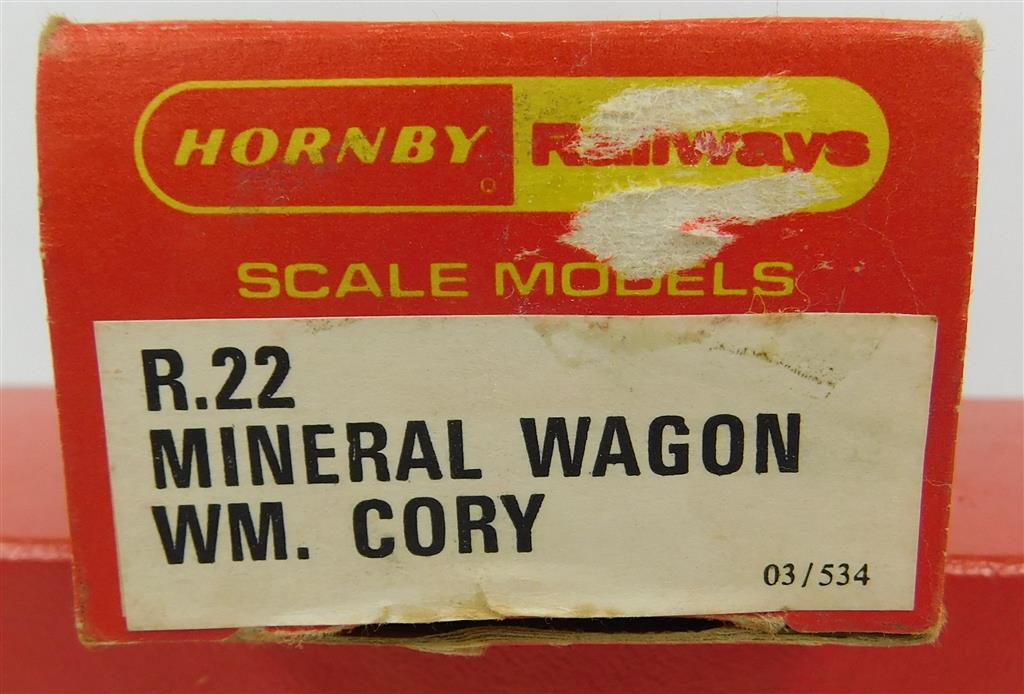 HORNBY Railways
SCALE MODELS
R.22
MINERAL WAGON
WM. CORY
03/534